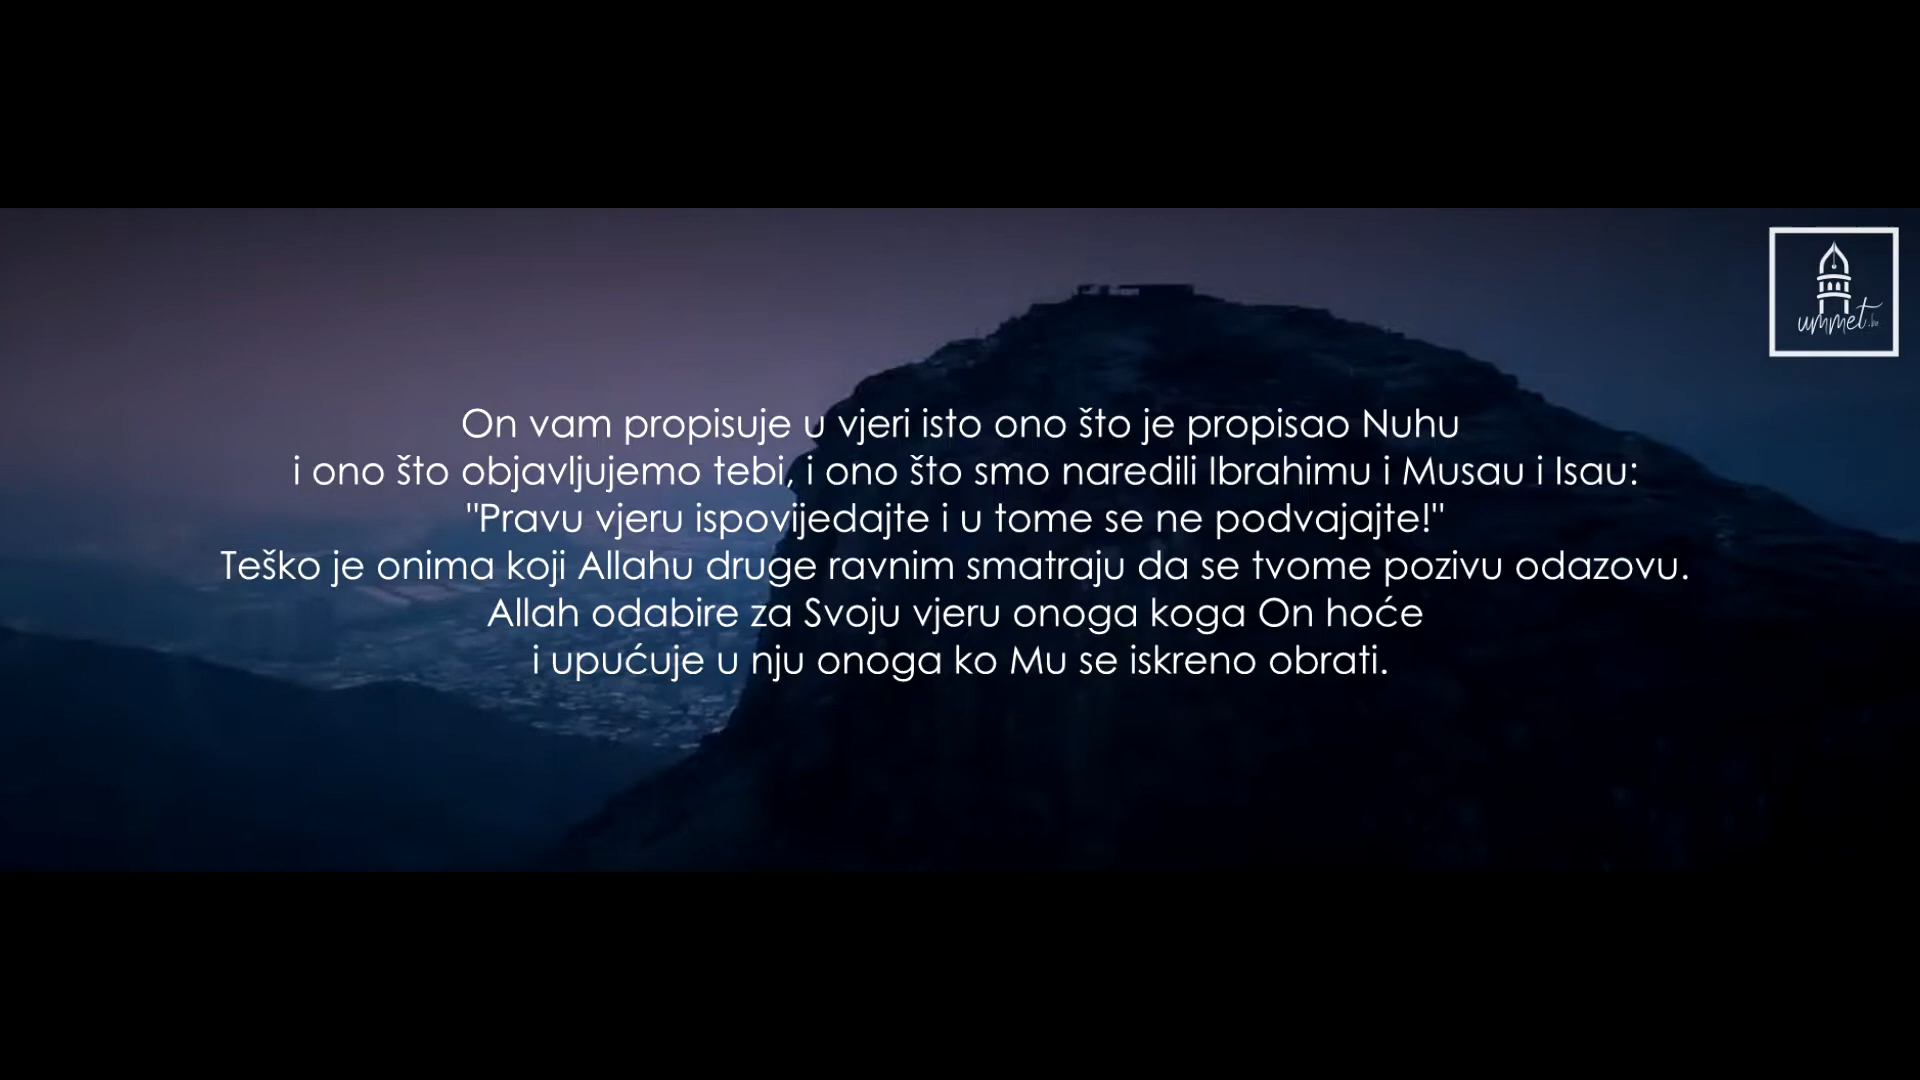 ummet.ba
On vam propisuje u vjeri isto ono što je propisao Nuhu
i ono što objavljujemo tebi, i ono što smo naredili Ibrahimu i Musau i Isau:
"Pravu vjeru ispovijedajte i u tome se ne podvajajte!"
Teško je onima koji Allahu druge ravnim smatraju da se tvome pozivu odazovu.
Allah odabire za Svoju vjeru onoga koga On hoće
i upućuje u nju onoga ko Mu se iskreno obrati.